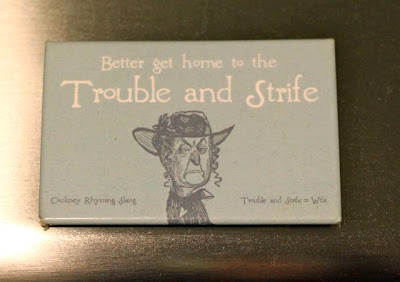 Better get home to the
Trouble and Strife
Cockney Rhyming Slang
Trouble and Strife = Wife